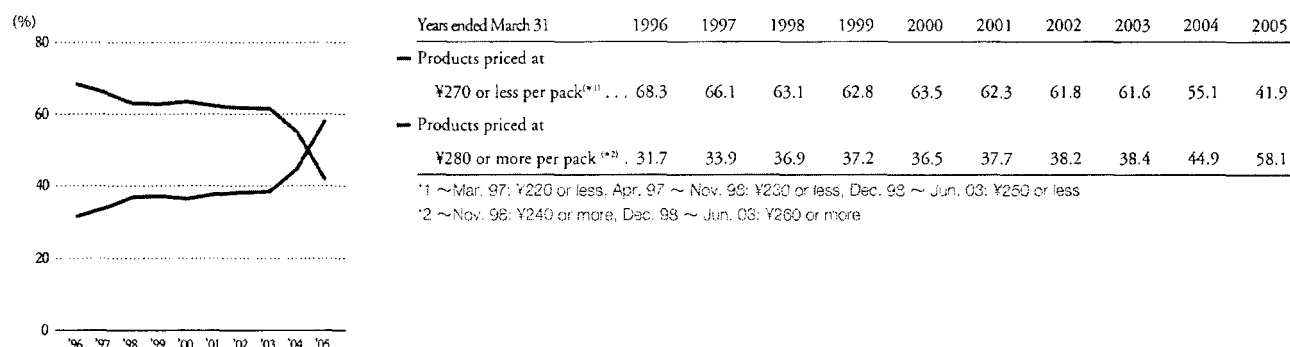 (%)
80
60
40
20
0
'96 '97 '98 '99 '00 '01 '02 '03 '04 '05
Years ended March 31 1996 1997 1998 1999 2000 2001 2002 2003 2004 2005
Products priced at
¥270 or less per pack(*1) ... 68.3 66.1 63.1 62.8 63.5 62.3 61.8 61.6 55.1 41.9
Products priced at
¥280 or more per pack (*2) . 31.7 33.9 36.9 37.2 36.5 37.7 38.2 38.4 44.9 58.1
*1 ~Mar. 97: ¥220 or less, Apr. 97 ~ Nov. 98: ¥230 or less, Dec. 98 ~ Jun. 03: ¥250 or less
*2 ~Nov. 98: ¥240 or more, Dec. 98 ~ Jun. 03: ¥260 or more